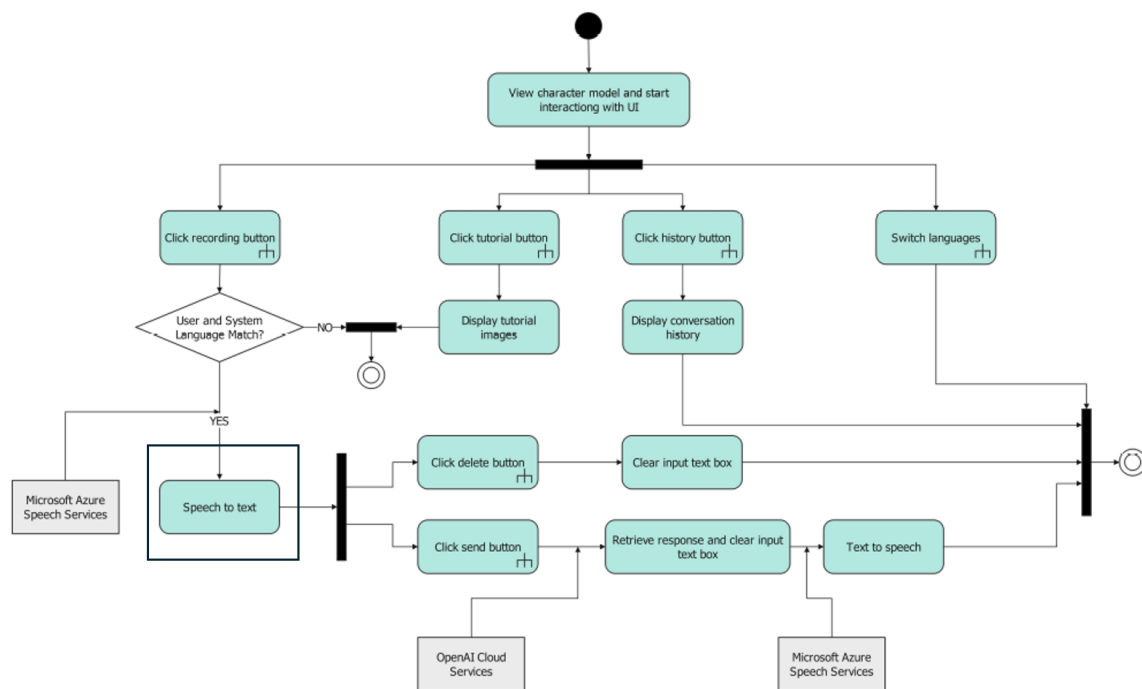 View character model and start
interactiong with UI
Click recording button
Click tutorial button
Click history button
Switch languages
User and System
Language Match?
NO
Display tutorial
images
Display conversation
history
YES
Click delete button
Clear input text box
Microsoft Azure
Speech Services
Speech to text
Click send button
Retrieve response and clear input
text box
Text to speech
OpenAI Cloud
Services
Microsoft Azure
Speech Services